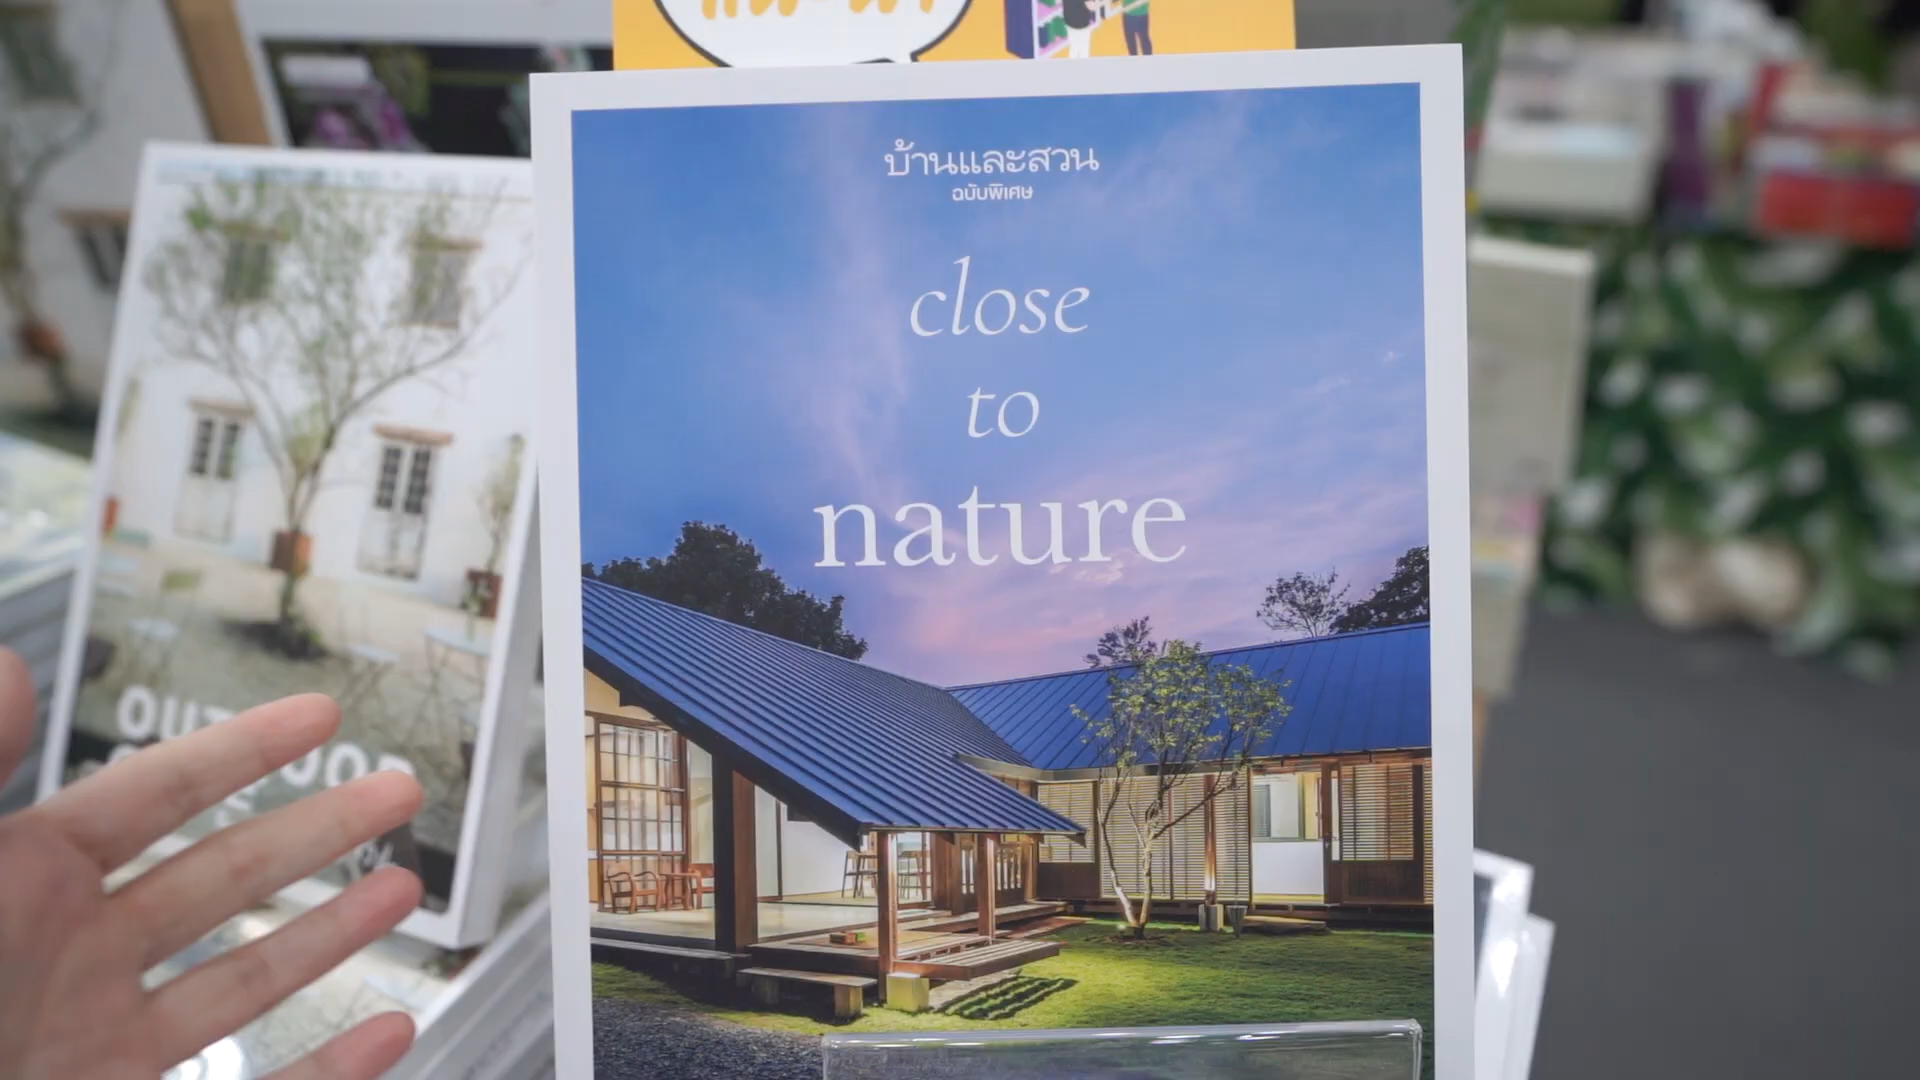 บ้านและสวน
ฉบับพิเศษ
close
to
nature